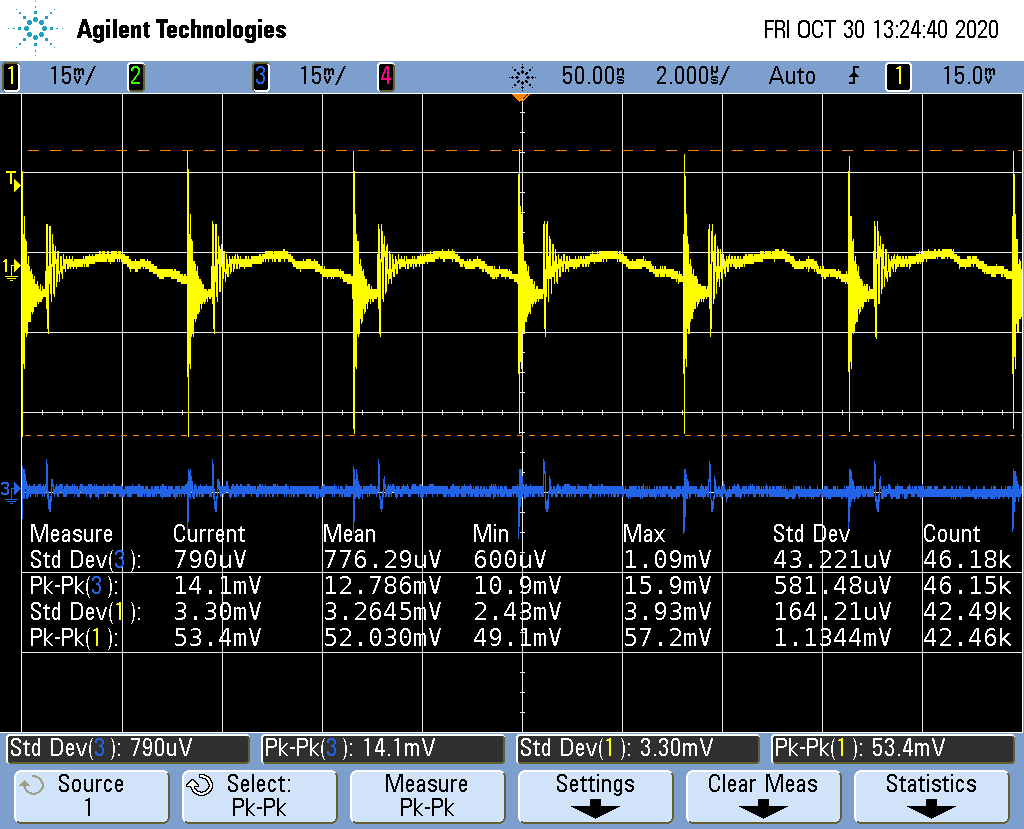 Agilent Technologies FRI OCT 30 13:24:40 2020
1 15mV/ 2 3 15mV/ 4 50.00ns 2.000us/ Auto 1 15.0mV
T
1
3
Measure Current Mean Min Max Std Dev Count
Std Dev(3): 790uV 776.29uV 600uV 1.09mV 43.221uV 46.18k
Pk-Pk(3): 14.1mV 12.786mV 10.9mV 15.9mV 581.48uV 46.15k
Std Dev(1): 3.30mV 3.2645mV 2.43mV 3.93mV 164.21uV 42.49k
Pk-Pk(1): 53.4mV 52.030mV 49.1mV 57.2mV 1.1344mV 42.46k
Std Dev(3): 790uV Pk-Pk(3): 14.1mV Std Dev(1): 3.30mV Pk-Pk(1): 53.4mV
Source Select: Measure Settings Clear Meas Statistics
1 Pk-Pk Pk-Pk